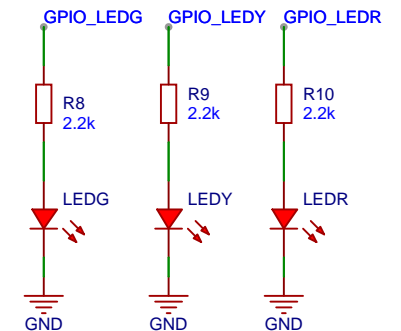 GPIO_LEDG GPIO_LEDY GPIO_LEDR
R8 R9 R10
2.2k 2.2k 2.2k
LEDG LEDY LEDR
GND GND GND